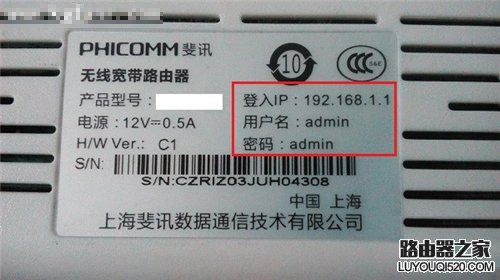 PHICOMM 斐讯
10
CCC S&E
无线宽带路由器
产品型号:
登入IP:192.168.1.1
电源:12V⎓0.5A
用户名:admin
H/W Ver.: C1
密码:admin
S/N:
S/N:CZRIZ03JUH04308
中国 上海
上海斐讯数据通信技术有限公司
路由器之家
LUYOUQI520.COM